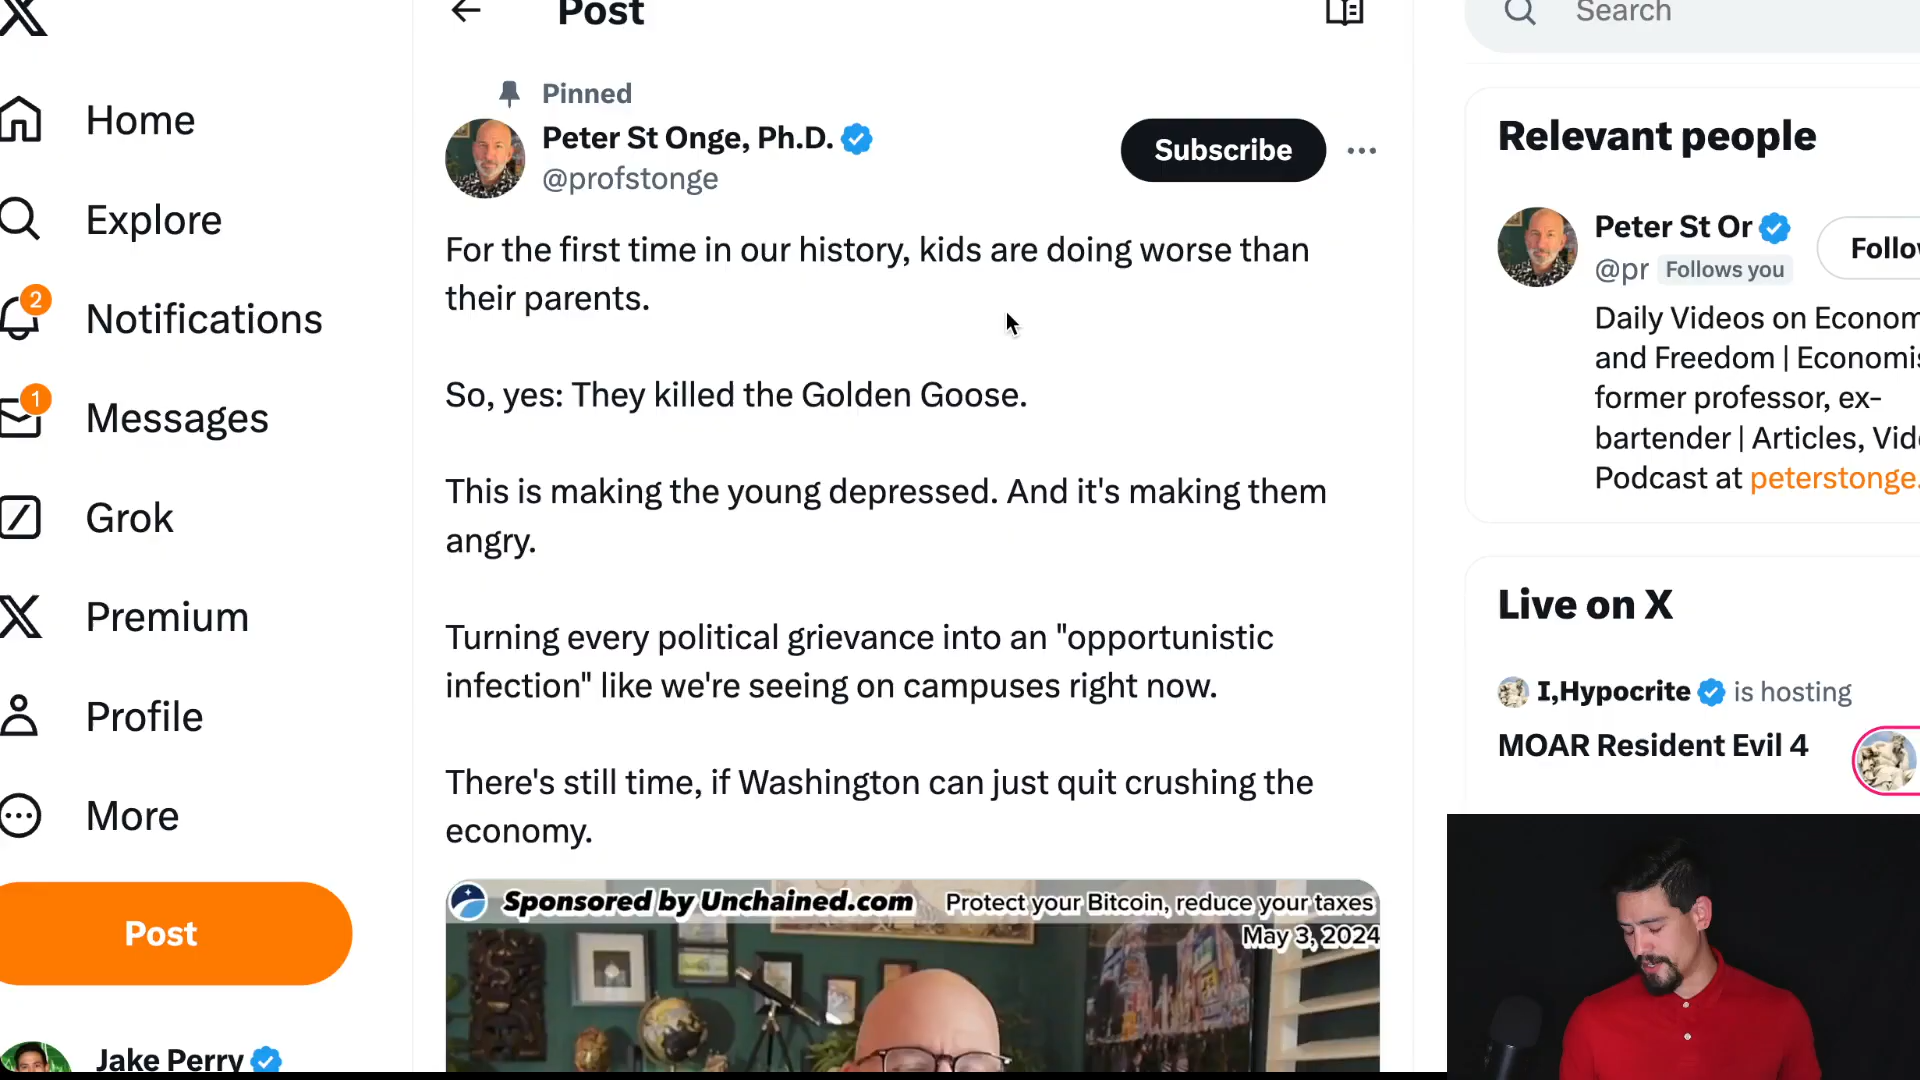 Post
Search
Home
Explore
2
Notifications
1
Messages
Grok
Premium
Profile
More
Post
Jake Perry
Pinned
Peter St Onge, Ph.D.
@profstonge
Subscribe
For the first time in our history, kids are doing worse than
their parents.
So, yes: They killed the Golden Goose.
This is making the young depressed. And it's making them
angry.
Turning every political grievance into an "opportunistic
infection" like we're seeing on campuses right now.
There's still time, if Washington can just quit crushing the
economy.
Sponsored by Unchained.com
Protect your Bitcoin, reduce your taxes
May 3, 2024
Relevant people
Peter St Or
Follo
@pr Follows you
Daily Videos on Econom
and Freedom | Economis
former professor, ex-
bartender | Articles, Vid
Podcast at peterstonge.
Live on X
I,Hypocrite is hosting
MOAR Resident Evil 4